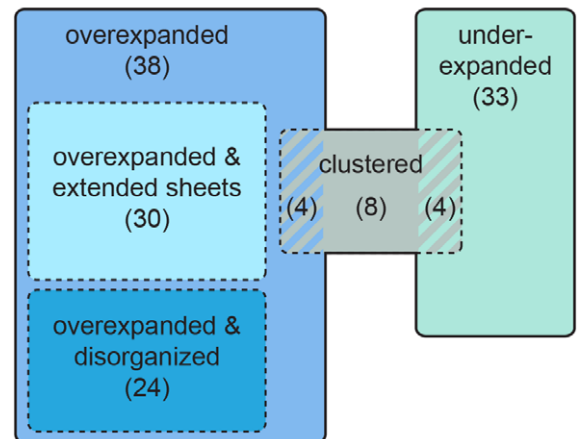 overexpanded
(38)
under-
expanded
(33)
overexpanded &
extended sheets
(30)
clustered
(4) (8) (4)
overexpanded &
disorganized
(24)